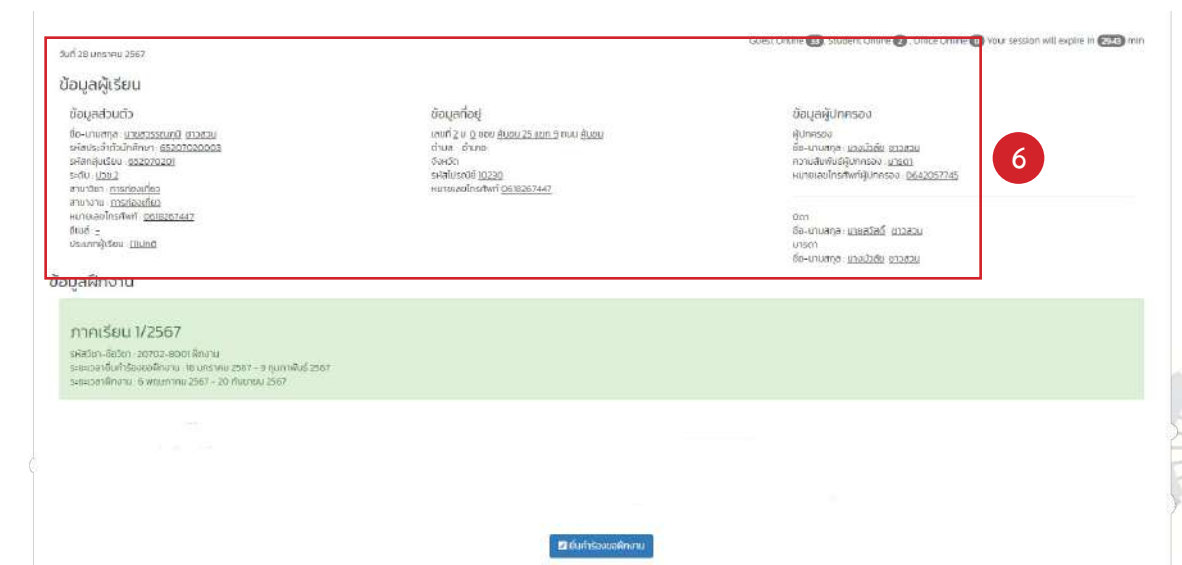 Guest Online 33, Student Online 2, Office Online 0 Your session will expire in 29:43 min
วันที่ 28 มกราคม 2567
ข้อมูลผู้เรียน
ข้อมูลส่วนตัว
ชื่อ-นามสกุล : นายสุวรรณภูมิ ชาวสวน
รหัสประจำตัวนักศึกษา : 65207020003
รหัสกลุ่มเรียน : 652070201
ระดับ : ปวช.2
สาขาวิชา : การท่องเที่ยว
สาขางาน : การท่องเที่ยว
หมายเลขโทรศัพท์ : 0618267447
อีเมล์ : -
ประเภทผู้เรียน :
ข้อมูลที่อยู่
เลขที่ 2 ม 0 ซอย คู้บอน 25 แยก 9 ถนน คู้บอน
ตำบล อำเภอ
จังหวัด
รหัสไปรณีย์ 10230
หมายเลขโทรศัพท์ 0618267447
ข้อมูลผู้ปกครอง
ผู้ปกครอง
ชื่อ-นามสกุล : นางบัวลัย ชาวสวน
ความสัมพันธ์ผู้ปกครอง : มารดา
หมายเลขโทรศัพท์ผู้ปกครอง : 0642057745
บิดา
ชื่อ-นามสกุล : นายสวัสดิ์ ชาวสวน
มารดา
ชื่อ-นามสกุล : นางบัวลัย ชาวสวน
6
ข้อมูลฝึกงาน
ภาคเรียน 1/2567
รหัสวิชา-ชื่อวิชา : 20702-8001 ฝึกงาน
ระยะเวลายื่นคำร้องขอฝึกงาน : 18 มกราคม 2567 - 9 กุมภาพันธ์ 2567
ระยะเวลาฝึกงาน : 6 พฤษภาคม 2567 - 20 กันยายน 2567
ยื่นคำร้องขอฝึกงาน